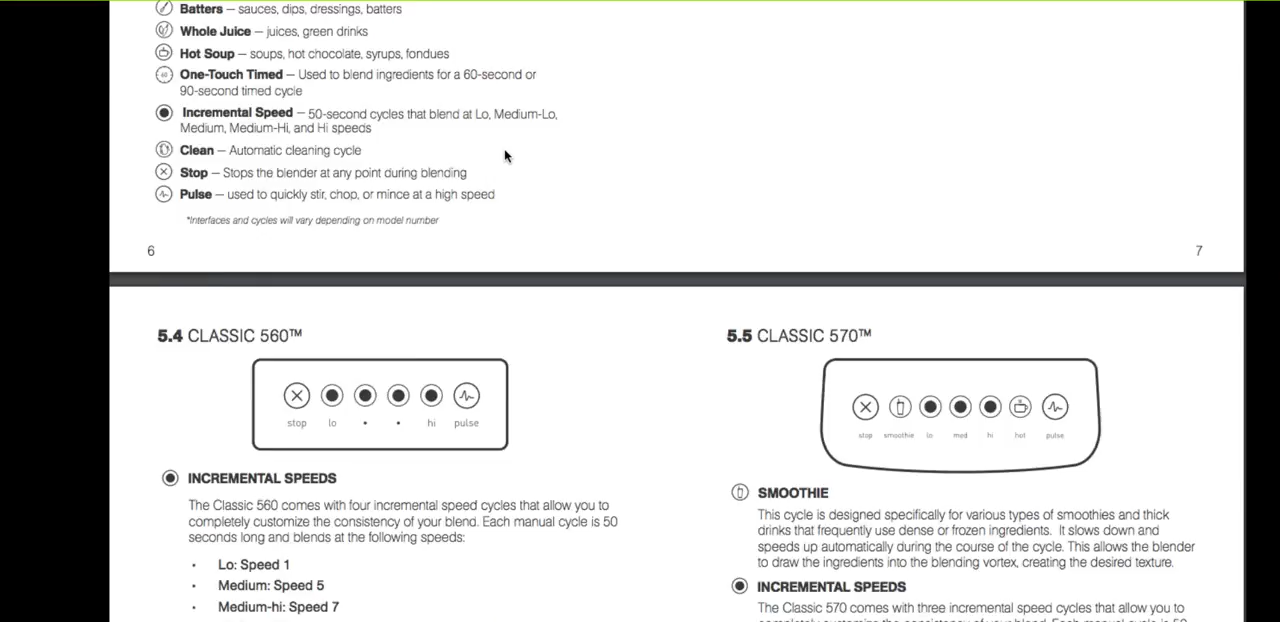 Batters — sauces, dips, dressings, batters
Whole Juice — juices, green drinks
Hot Soup — soups, hot chocolate, syrups, fondues
60
One-Touch Timed — Used to blend ingredients for a 60-second or
90-second timed cycle
Incremental Speed — 50-second cycles that blend at Lo, Medium-Lo,
Medium, Medium-Hi, and Hi speeds
Clean — Automatic cleaning cycle
Stop — Stops the blender at any point during blending
Pulse — used to quickly stir, chop, or mince at a high speed
*Interfaces and cycles will vary depending on model number
6
7
5.4 CLASSIC 560™
stop lo • • hi pulse
INCREMENTAL SPEEDS
The Classic 560 comes with four incremental speed cycles that allow you to
completely customize the consistency of your blend. Each manual cycle is 50
seconds long and blends at the following speeds:
• Lo: Speed 1
• Medium: Speed 5
• Medium-hi: Speed 7
5.5 CLASSIC 570™
stop smoothie lo med hi hot pulse
SMOOTHIE
This cycle is designed specifically for various types of smoothies and thick
drinks that frequently use dense or frozen ingredients. It slows down and
speeds up automatically during the course of the cycle. This allows the blender
to draw the ingredients into the blending vortex, creating the desired texture.
INCREMENTAL SPEEDS
The Classic 570 comes with three incremental speed cycles that allow you to